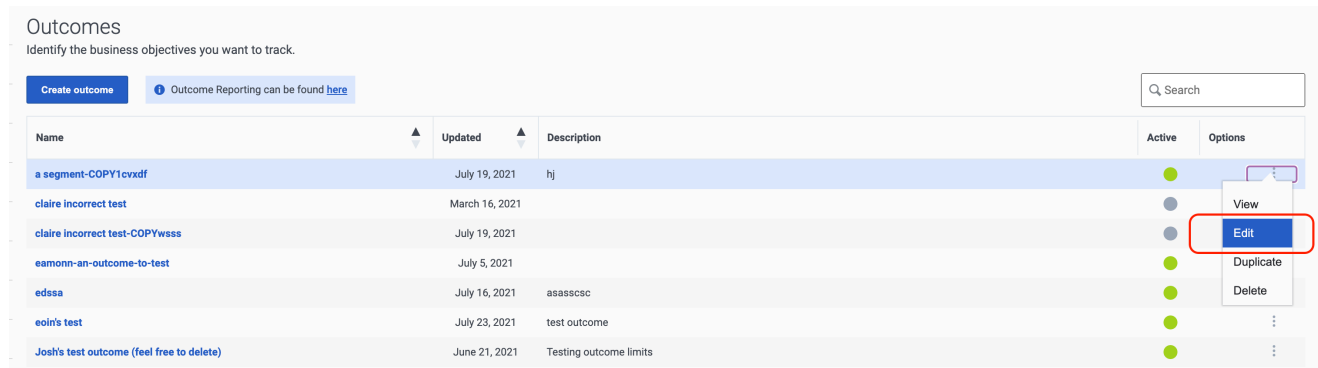 Outcomes
Identify the business objectives you want to track.
Create outcome
Outcome Reporting can be found here
Search
Name Updated Description Active Options
a segment-COPY1cvxdf July 19, 2021 hj
claire incorrect test March 16, 2021 View
claire incorrect test-COPYwsss July 19, 2021 Edit
eamonn-an-outcome-to-test July 5, 2021 Duplicate
edssa July 16, 2021 asasscsc Delete
eoin's test July 23, 2021 test outcome
Josh's test outcome (feel free to delete) June 21, 2021 Testing outcome limits